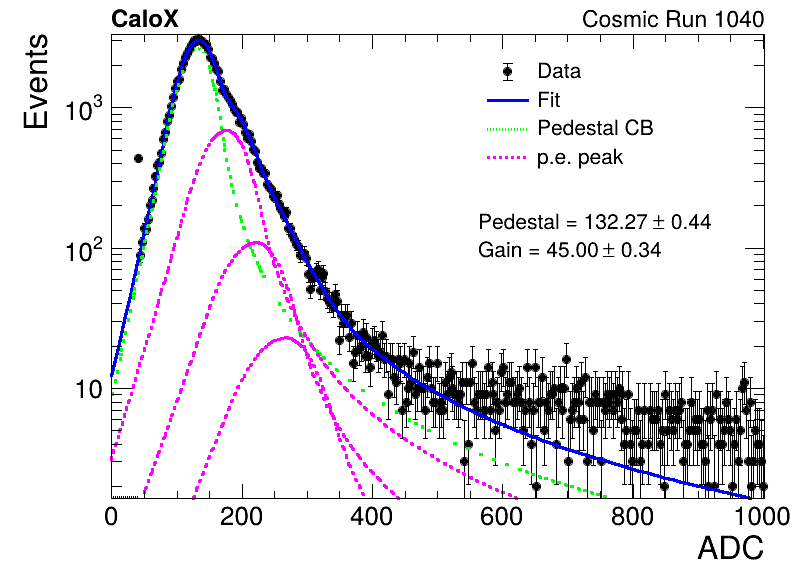 CaloX Cosmic Run 1040
Events
Data
Fit
Pedestal CB
p.e. peak
Pedestal = 132.27 ± 0.44
Gain = 45.00 ± 0.34
10³
10²
10
0 200 400 600 800 1000
ADC